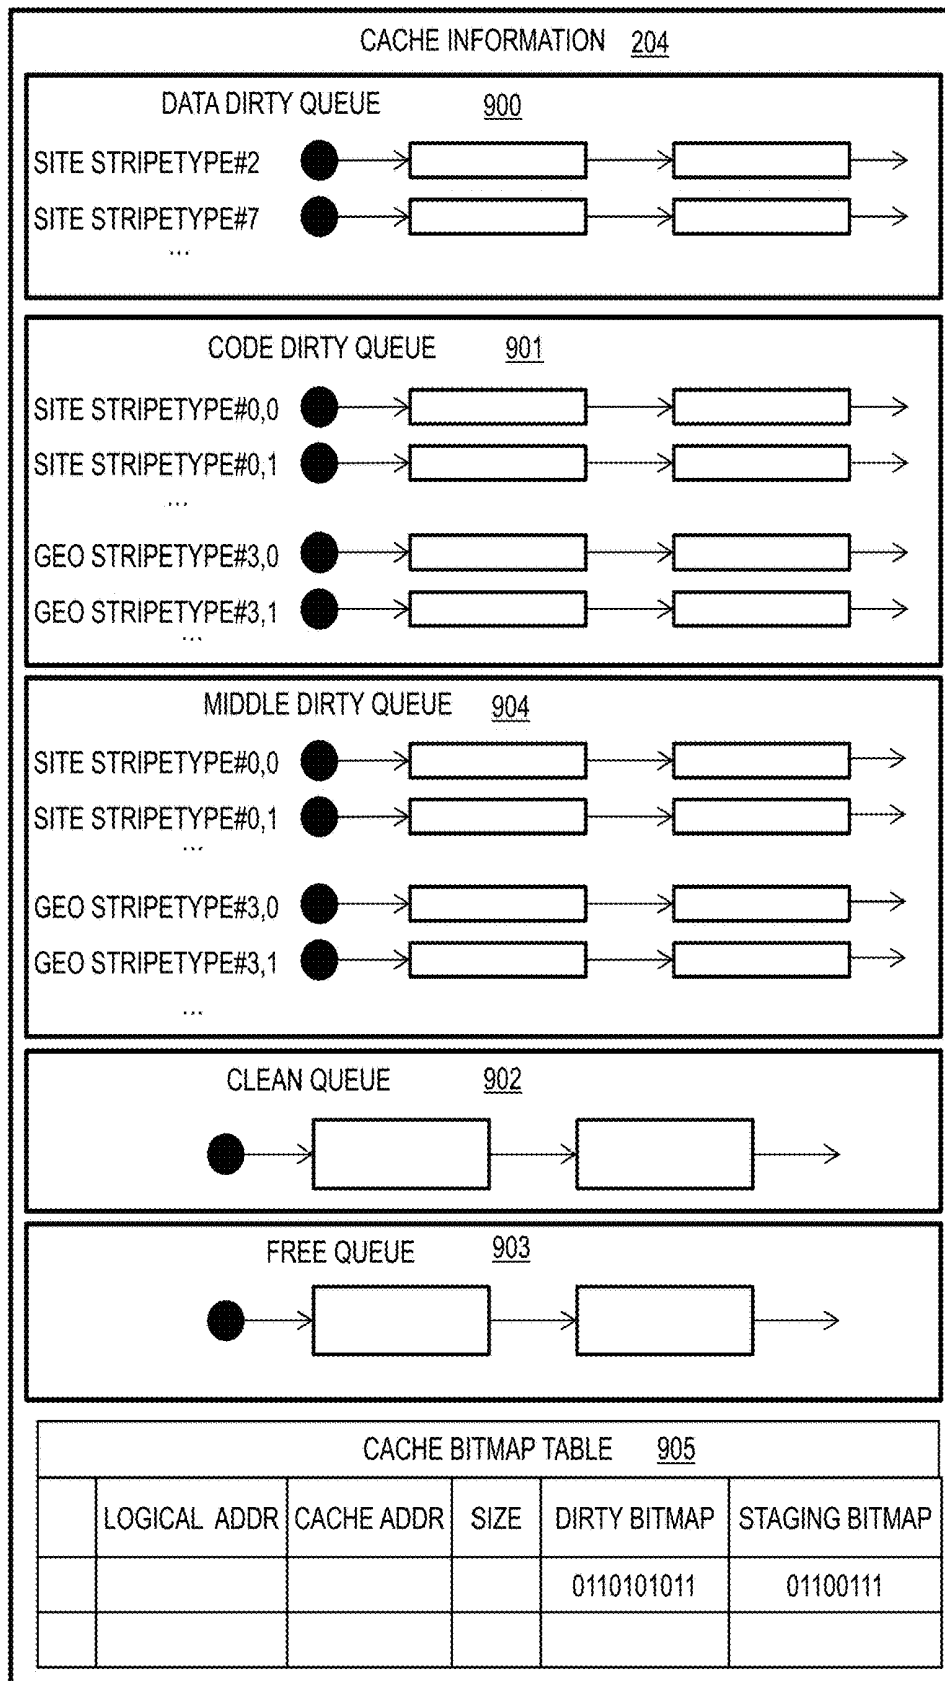 CACHE INFORMATION 204
DATA DIRTY QUEUE 900
SITE STRIPETYPE#2
SITE STRIPETYPE#7
...
CODE DIRTY QUEUE 901
SITE STRIPETYPE#0,0
SITE STRIPETYPE#0,1
...
GEO STRIPETYPE#3,0
GEO STRIPETYPE#3,1
...
MIDDLE DIRTY QUEUE 904
SITE STRIPETYPE#0,0
SITE STRIPETYPE#0,1
...
GEO STRIPETYPE#3,0
GEO STRIPETYPE#3,1
...
CLEAN QUEUE 902
FREE QUEUE 903
CACHE BITMAP TABLE 905
LOGICAL ADDR CACHE ADDR SIZE DIRTY BITMAP STAGING BITMAP
0110101011 01100111